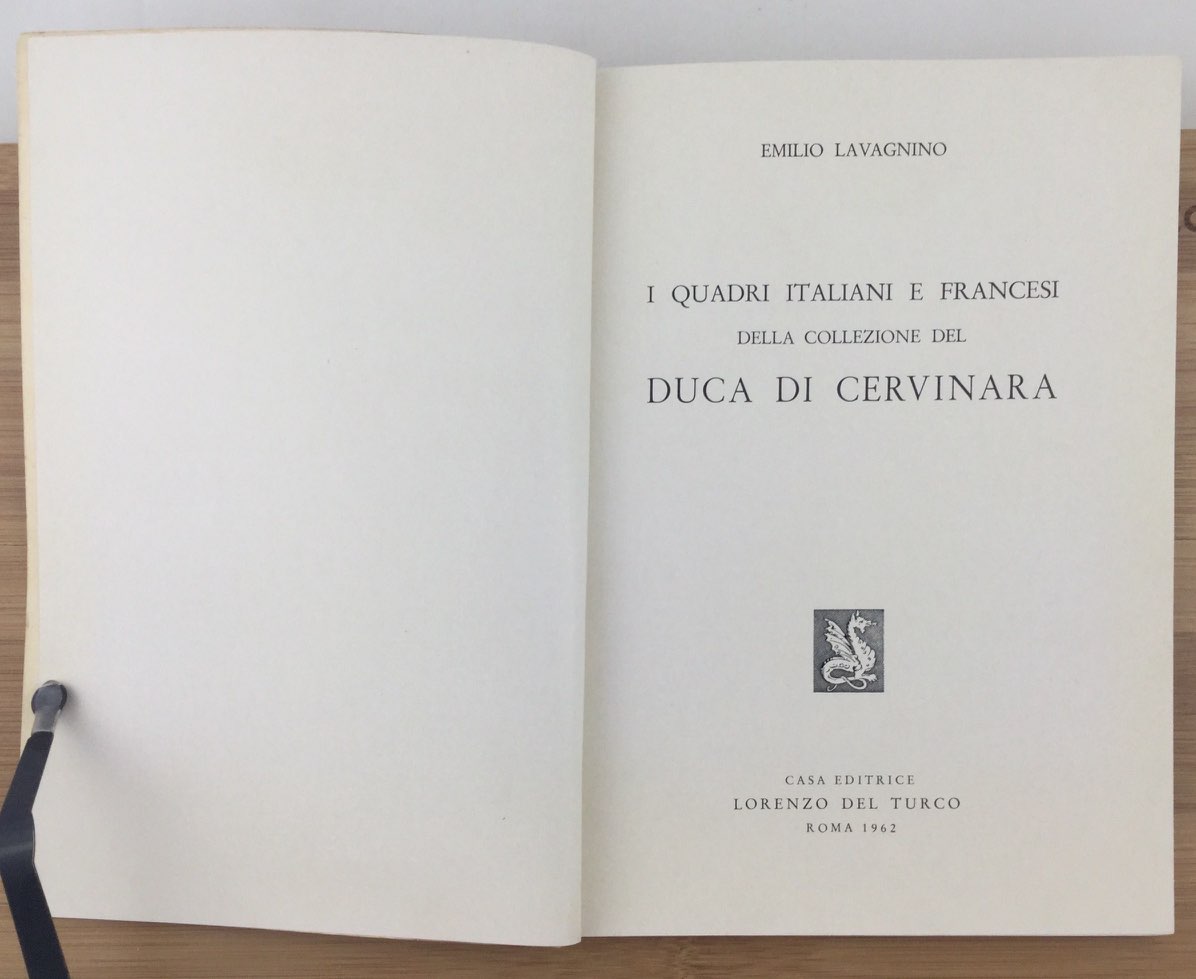 EMILIO LAVAGNINO
I QUADRI ITALIANI E FRANCESI
DELLA COLLEZIONE DEL
DUCA DI CERVINARA
CASA EDITRICE
LORENZO DEL TURCO
ROMA 1962